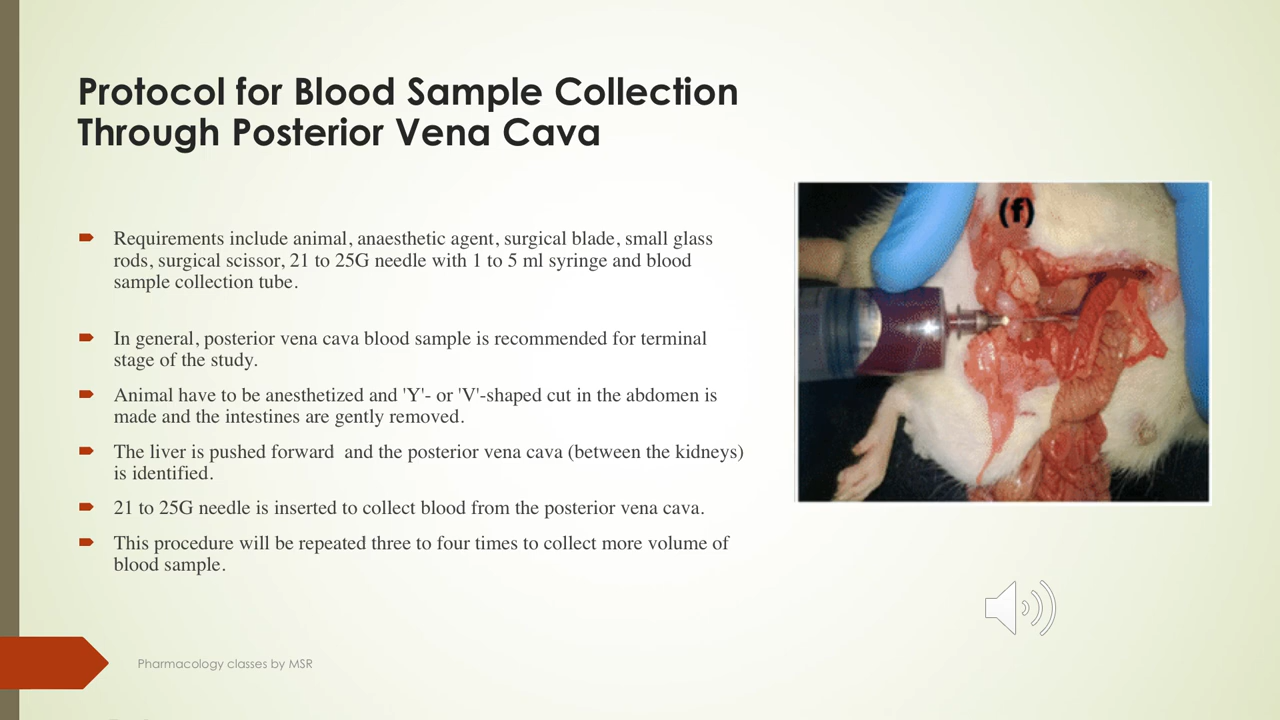 Protocol for Blood Sample Collection
Through Posterior Vena Cava
Requirements include animal, anaesthetic agent, surgical blade, small glass
rods, surgical scissor, 21 to 25G needle with 1 to 5 ml syringe and blood
sample collection tube.
In general, posterior vena cava blood sample is recommended for terminal
stage of the study.
Animal have to be anesthetized and 'Y'- or 'V'-shaped cut in the abdomen is
made and the intestines are gently removed.
The liver is pushed forward  and the posterior vena cava (between the kidneys)
is identified.
21 to 25G needle is inserted to collect blood from the posterior vena cava.
This procedure will be repeated three to four times to collect more volume of
blood sample.
(f)
Pharmacology classes by MSR